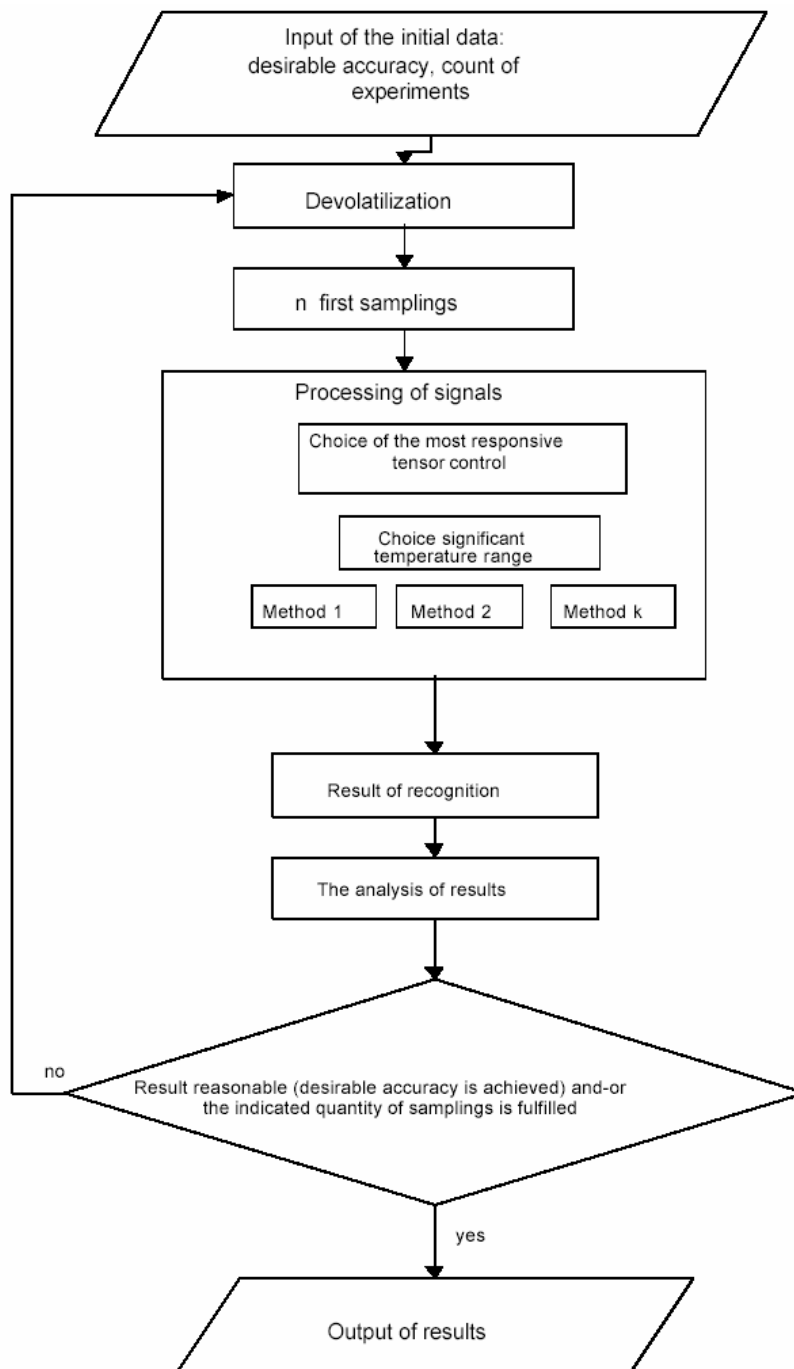 Input of the initial data:
desirable accuracy, count of
experiments
Devolatilization
n first samplings
Processing of signals
Choice of the most responsive
tensor control
Choice significant
temperature range
Method 1 Method 2 Method k
Result of recognition
The analysis of results
no
Result reasonable (desirable accuracy is achieved) and-or
the indicated quantity of samplings is fulfilled
yes
Output of results